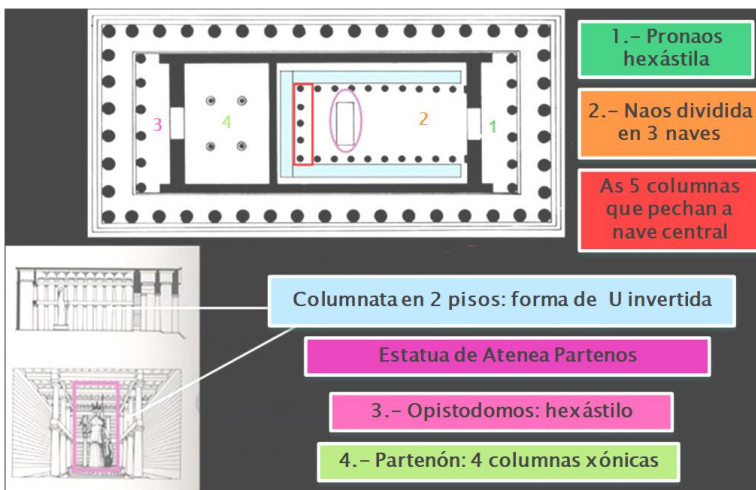 1.- Pronaos
hexástila
2.- Naos dividida
en 3 naves
As 5 columnas
que pechan a
nave central
3
4
2
1
Columnata en 2 pisos: forma de U invertida
Estatua de Atenea Partenos
3.- Opistodomos: hexástilo
4.- Partenón: 4 columnas xónicas